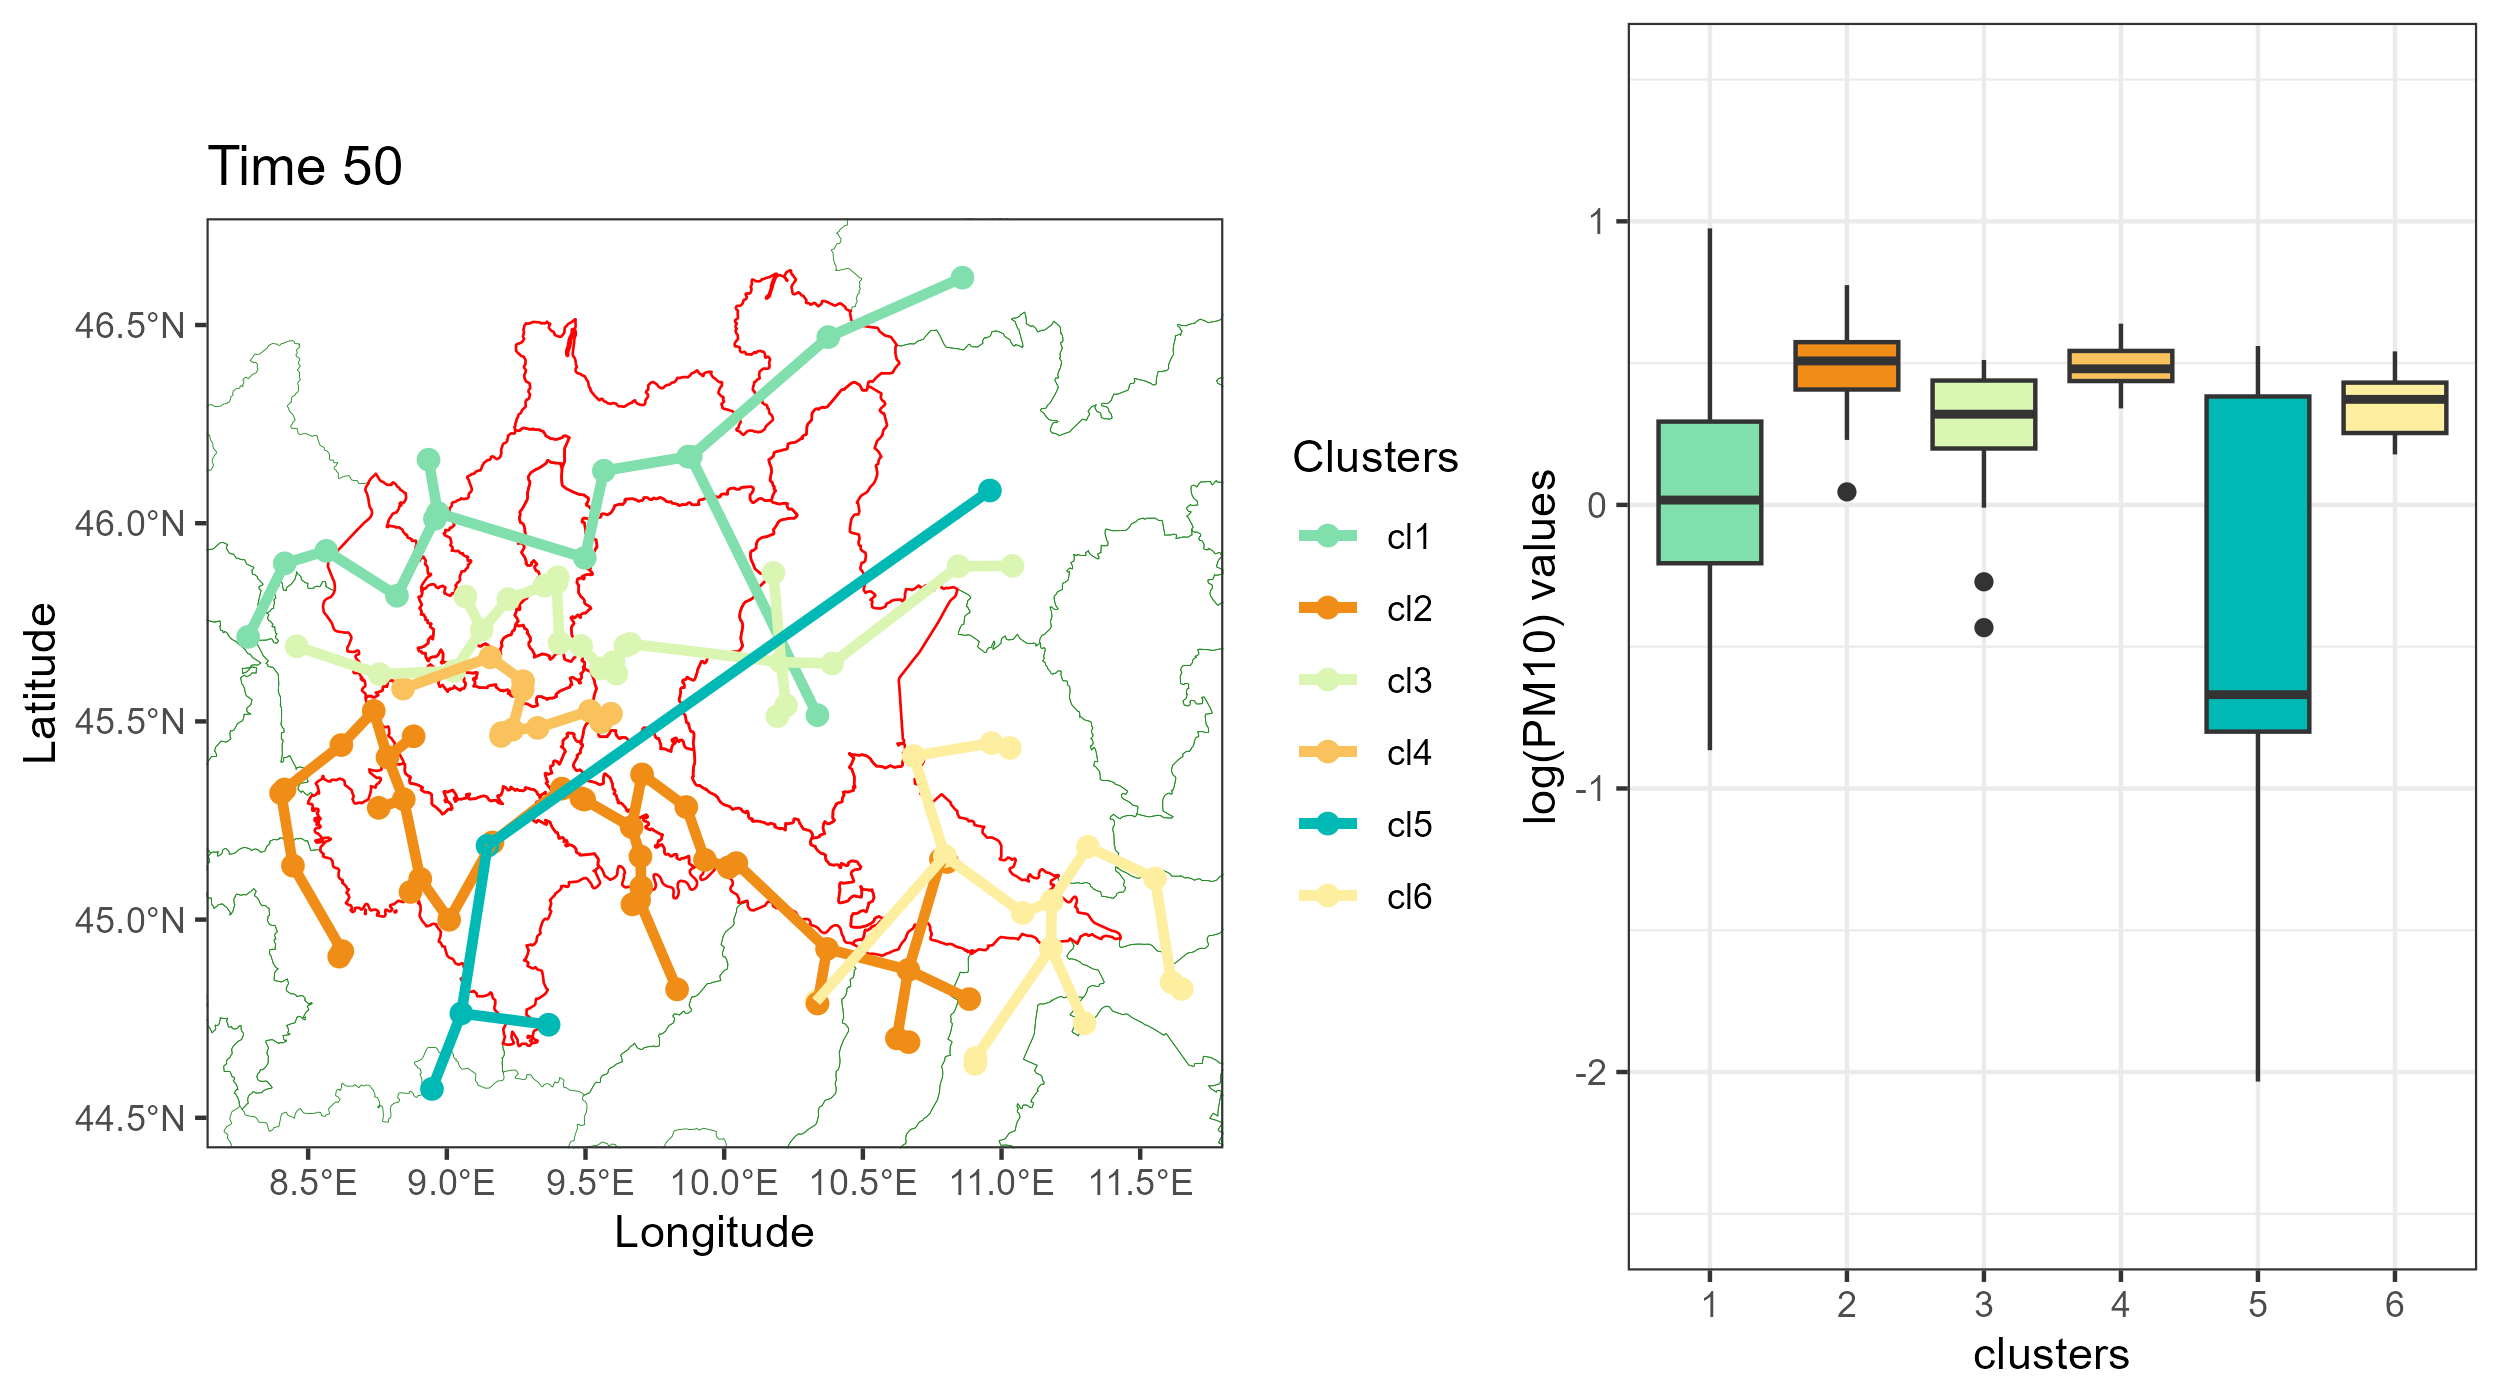 Time 50
46.5°N
46.0°N
45.5°N
45.0°N
44.5°N
Latitude
8.5°E 9.0°E 9.5°E 10.0°E 10.5°E 11.0°E 11.5°E
Longitude
Clusters
cl1
cl2
cl3
cl4
cl5
cl6
log(PM10) values
1
0
-1
-2
1 2 3 4 5 6
clusters